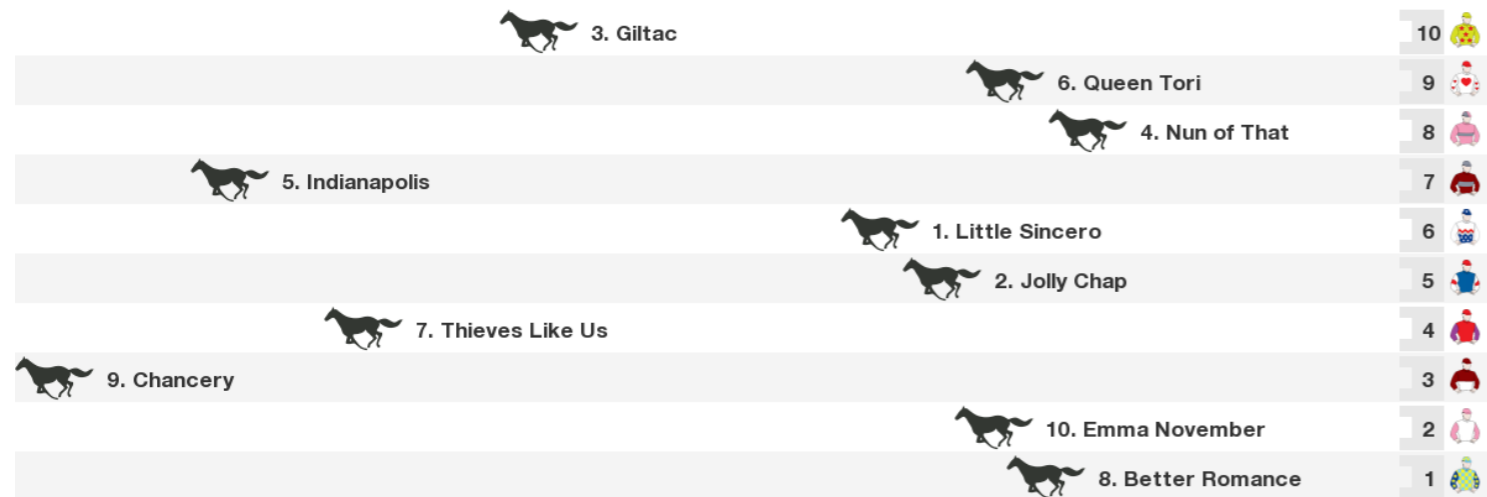 3. Giltac 10
6. Queen Tori 9
4. Nun of That 8
5. Indianapolis 7
1. Little Sincero 6
2. Jolly Chap 5
7. Thieves Like Us 4
9. Chancery 3
10. Emma November 2
8. Better Romance 1